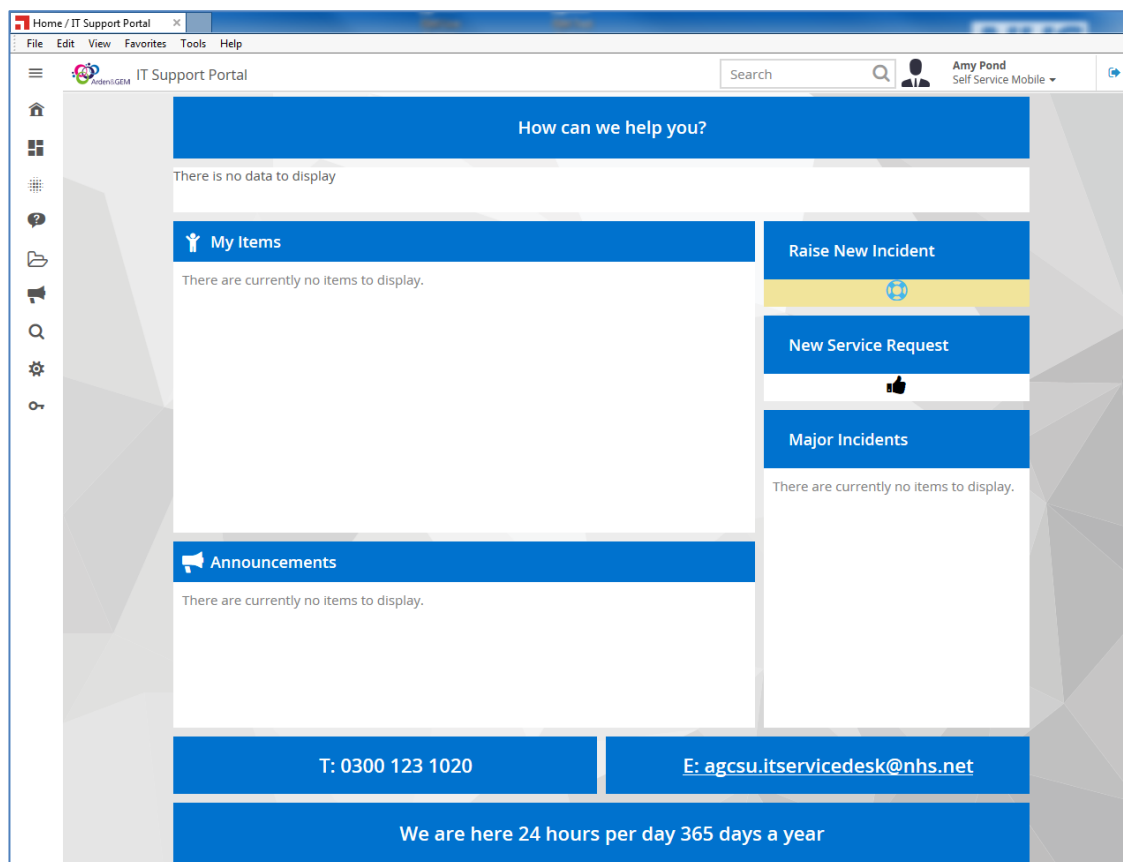 Home / IT Support Portal
File Edit View Favorites Tools Help
Arden&GEM IT Support Portal
Search
Amy Pond
Self Service Mobile
How can we help you?
There is no data to display
My Items
There are currently no items to display.
Raise New Incident
New Service Request
Major Incidents
There are currently no items to display.
Announcements
There are currently no items to display.
T: 0300 123 1020
E: agcsu.itservicedesk@nhs.net
We are here 24 hours per day 365 days a year